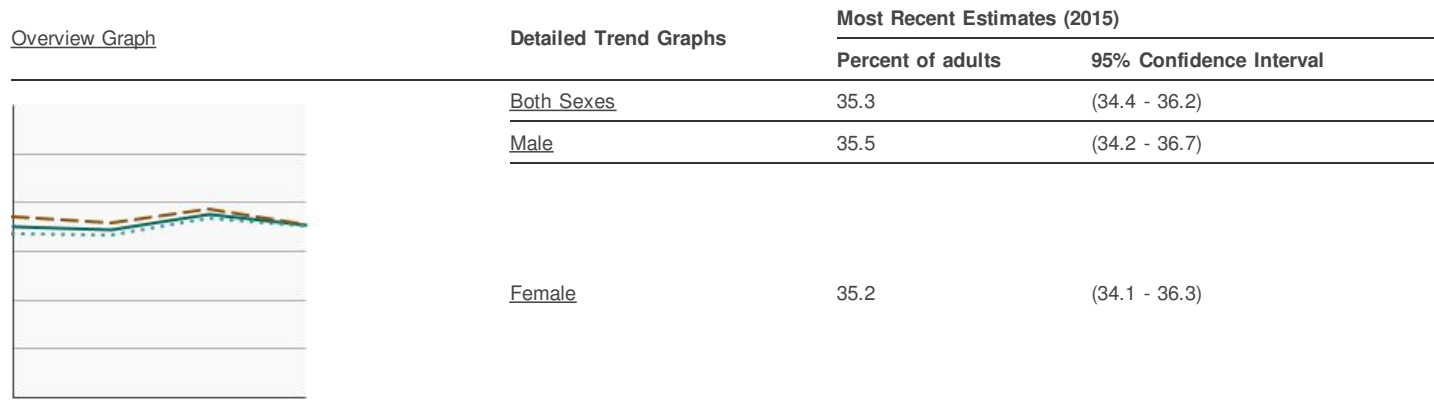 Overview Graph
Detailed Trend Graphs
Most Recent Estimates (2015)
Percent of adults
95% Confidence Interval
Both Sexes 35.3 (34.4 - 36.2)
Male 35.5 (34.2 - 36.7)
Female 35.2 (34.1 - 36.3)